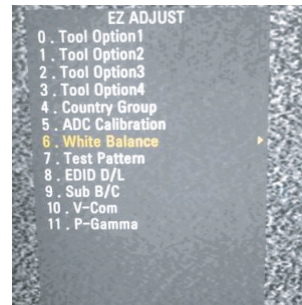 EZ ADJUST
0 . Tool Option1
1 . Tool Option2
2 . Tool Option3
3 . Tool Option4
4 . Country Group
5 . ADC Calibration
6 . White Balance
7 . Test Pattern
8 . EDID D/L
9 . Sub B/C
10 . V-Com
11 . P-Gamma